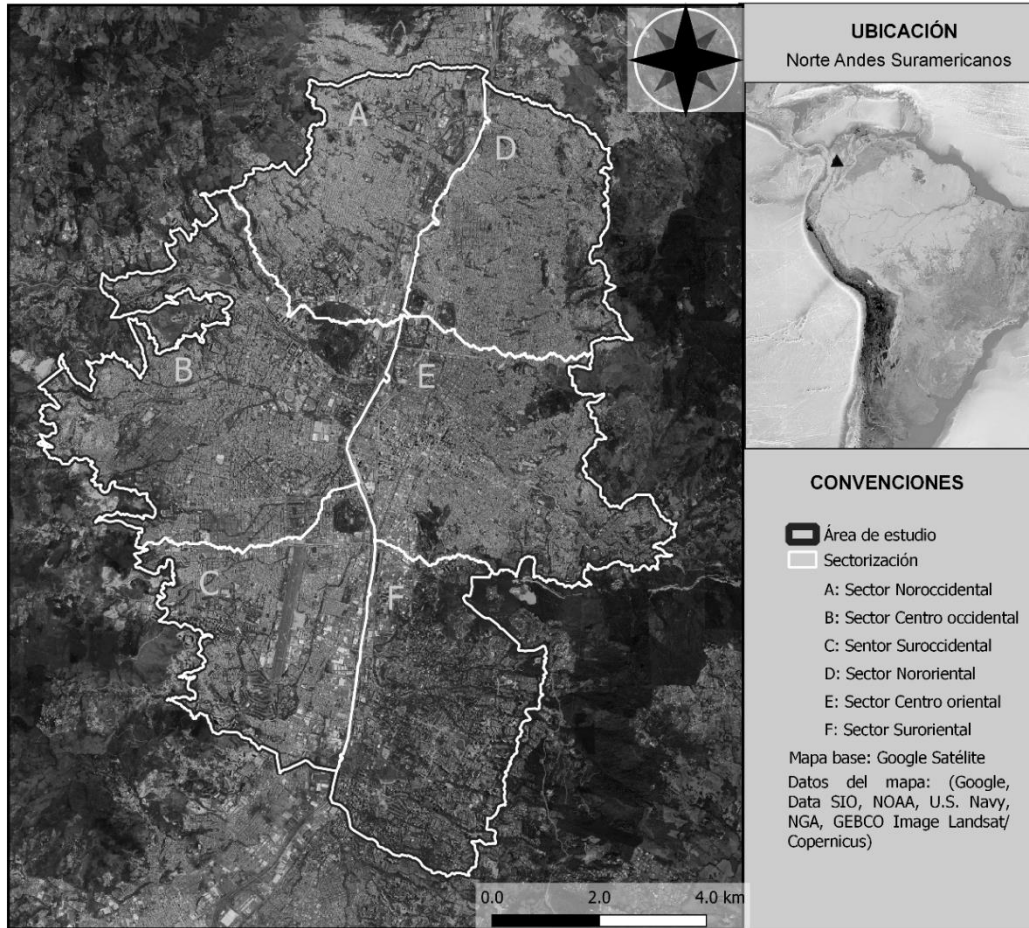 A
D
B
E
C
F
0.0 2.0 4.0 km
UBICACIÓN
Norte Andes Suramericanos
CONVENCIONES
Área de estudio
Sectorización
A: Sector Noroccidental
B: Sector Centro occidental
C: Sentor Suroccidental
D: Sector Nororiental
E: Sector Centro oriental
F: Sector Suroriental
Mapa base: Google Satélite
Datos del mapa: (Google,
Data SIO, NOAA, U.S. Navy,
NGA, GEBCO Image Landsat/
Copernicus)